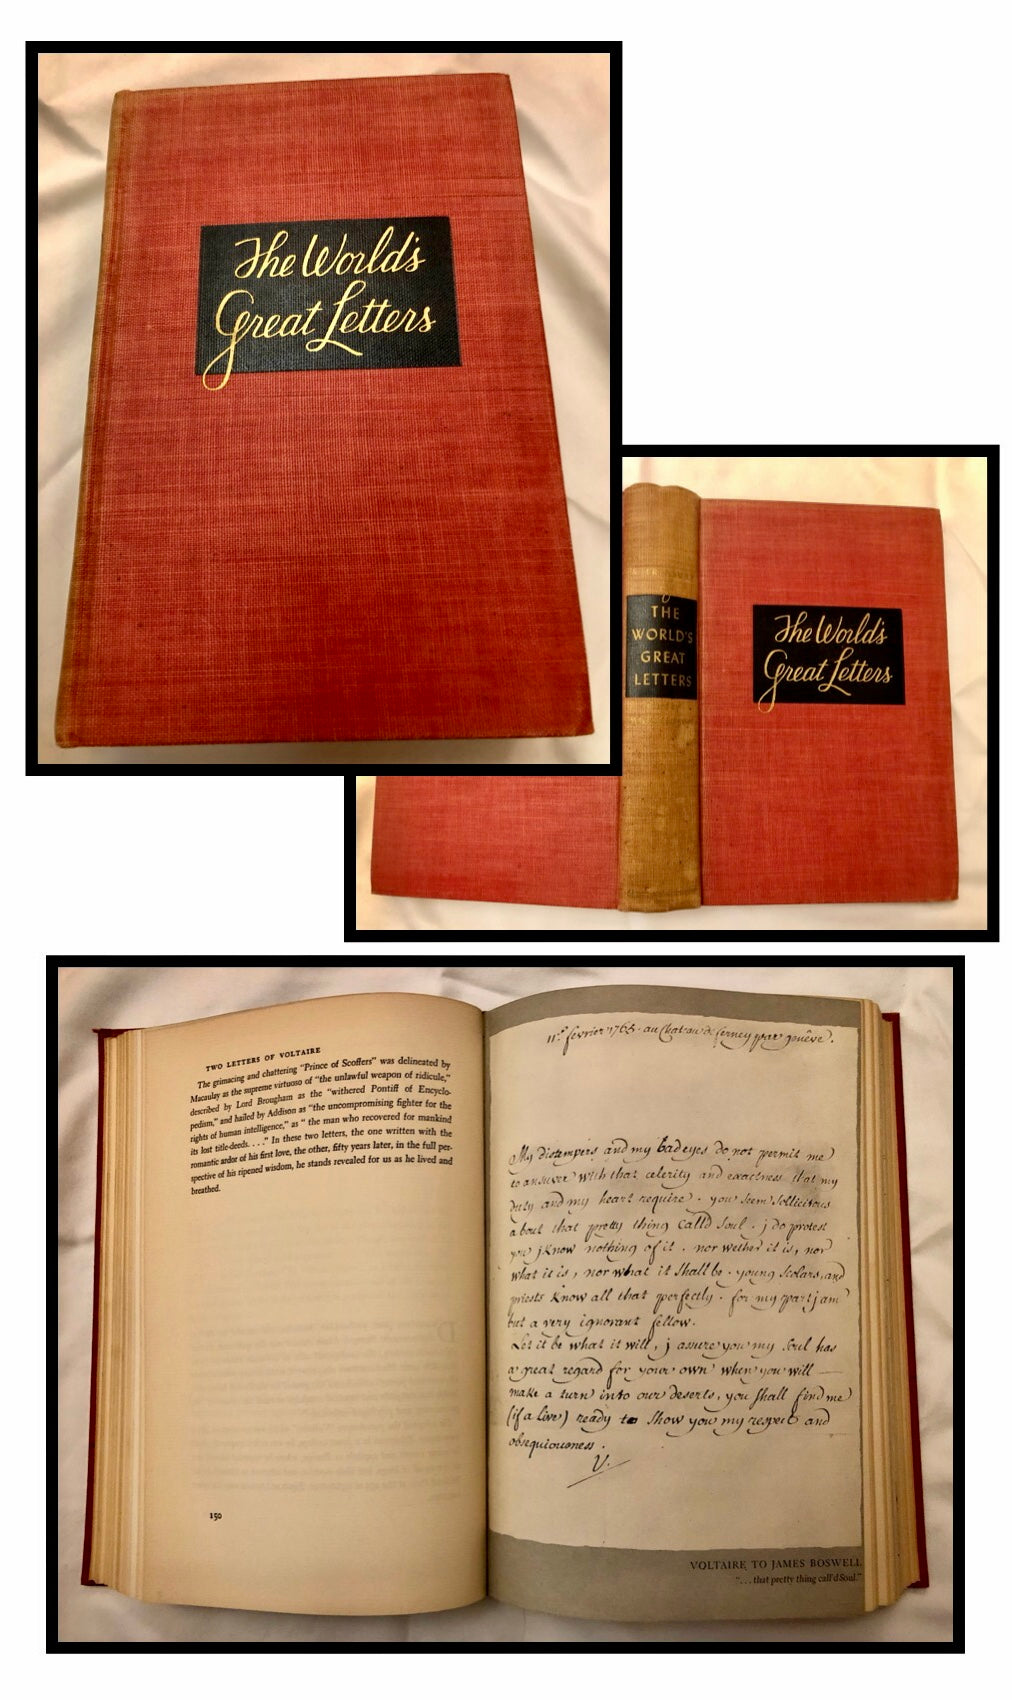 The World's
Great Letters
THE
WORLD'S
GREAT
LETTERS
The World's
Great Letters
TWO LETTERS OF VOLTAIRE
The grimacing and chattering "Prince of Scoffers" was delineated by
Macaulay as the supreme virtuoso of "the unlawful weapon of ridicule,"
described by Lord Brougham as the "withered Pontiff of Encyclo-
pedism," and hailed by Addison as "the uncompromising fighter for the
rights of human intelligence," as " the man who recovered for mankind
its lost title-deeds. . . ." In these two letters, the one written with the
romantic ardor of his first love, the other, fifty years later, in the full per-
spective of his ripened wisdom, he stands revealed for us as he lived and
breathed.
150
11e fevrier 1765. au Chateau de ferney par genêve.
My distempers and my bad eyes do not permit me
to answer with that celerity and exactness that my
duty and my heart require. you seem sollicitous
about that pretty thing call'd soul. j do protest
you j know nothing of it. nor wether it is, nor
what it is, nor what it shall be. young scolars, and
priests know all that perfectly. for my part j am
but a very ignorant fellow.
Let it be what it will, j assure you my soul has
a great regard for your own when you will
make a turn into our deserts, you shall find me
(if alive) ready to show you my respect and
obsequiousness.
V.
VOLTAIRE TO JAMES BOSWELL
". . . that pretty thing call'd Soul."